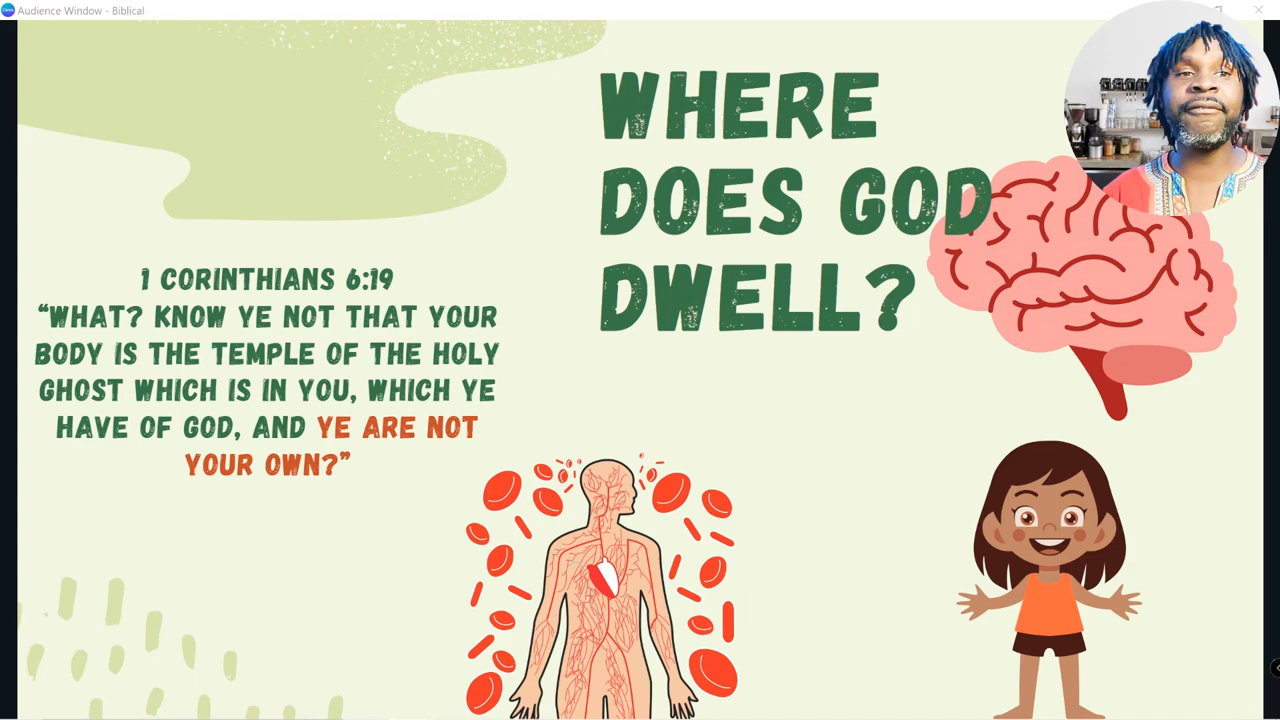 Audience Window - Biblical
WHERE
DOES GOD
DWELL?
1 CORINTHIANS 6:19
“WHAT? KNOW YE NOT THAT YOUR
BODY IS THE TEMPLE OF THE HOLY
GHOST WHICH IS IN YOU, WHICH YE
HAVE OF GOD, AND YE ARE NOT
YOUR OWN?”